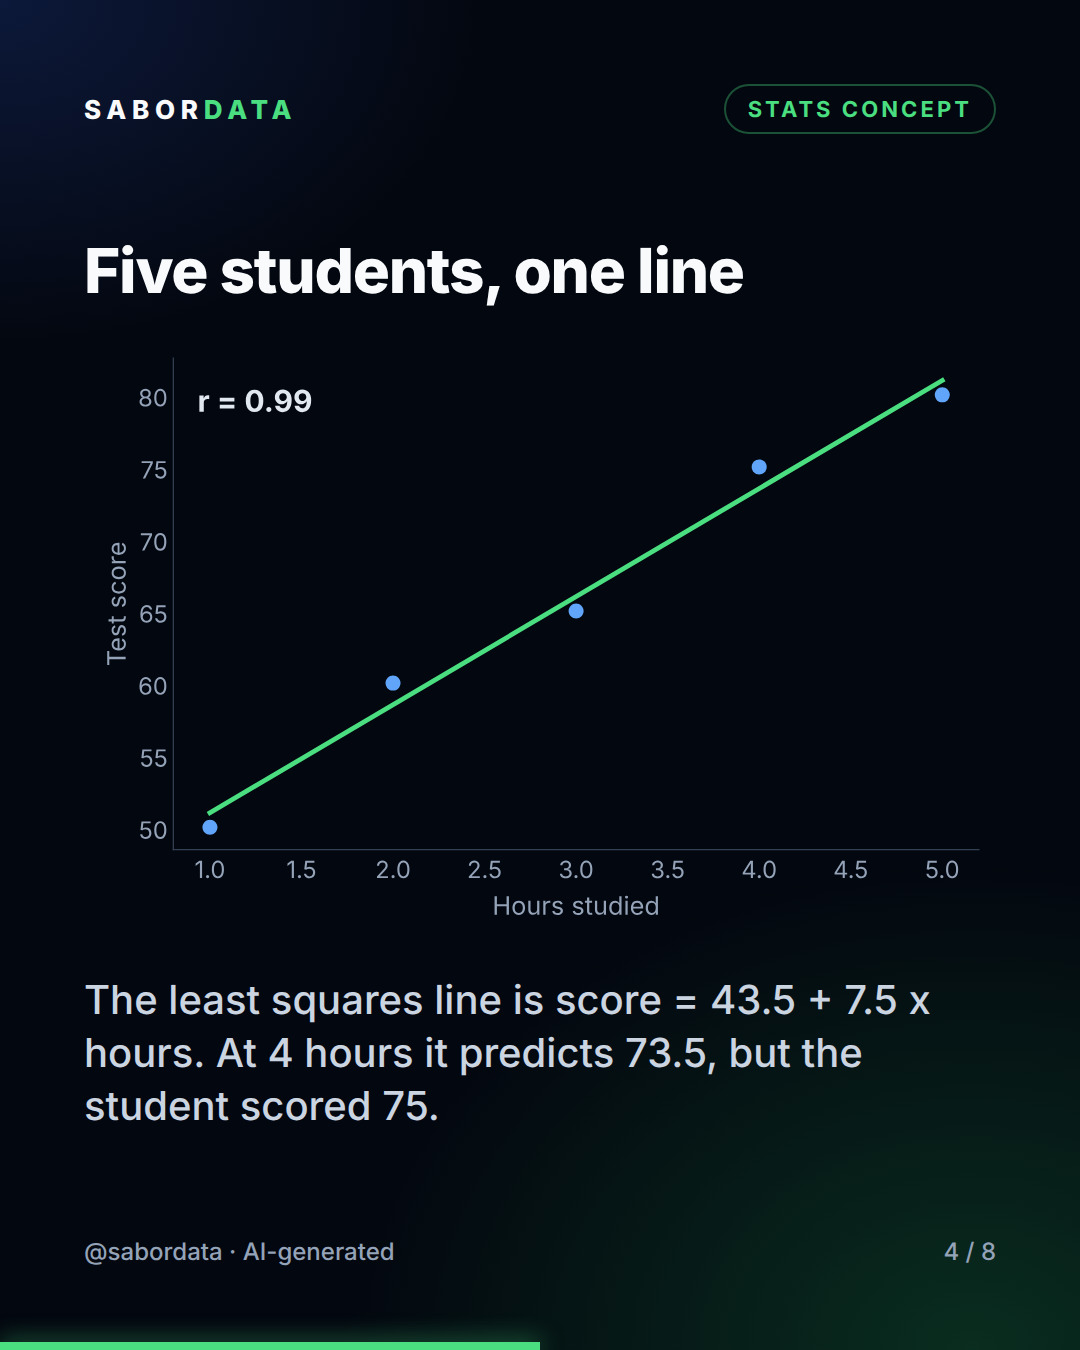 SABORDATA
STATS CONCEPT
Five students, one line
r = 0.99
80
75
70
65
60
55
50
Test score
1.0 1.5 2.0 2.5 3.0 3.5 4.0 4.5 5.0
Hours studied
The least squares line is score = 43.5 + 7.5 x
hours. At 4 hours it predicts 73.5, but the
student scored 75.
@sabordata · AI-generated
4 / 8